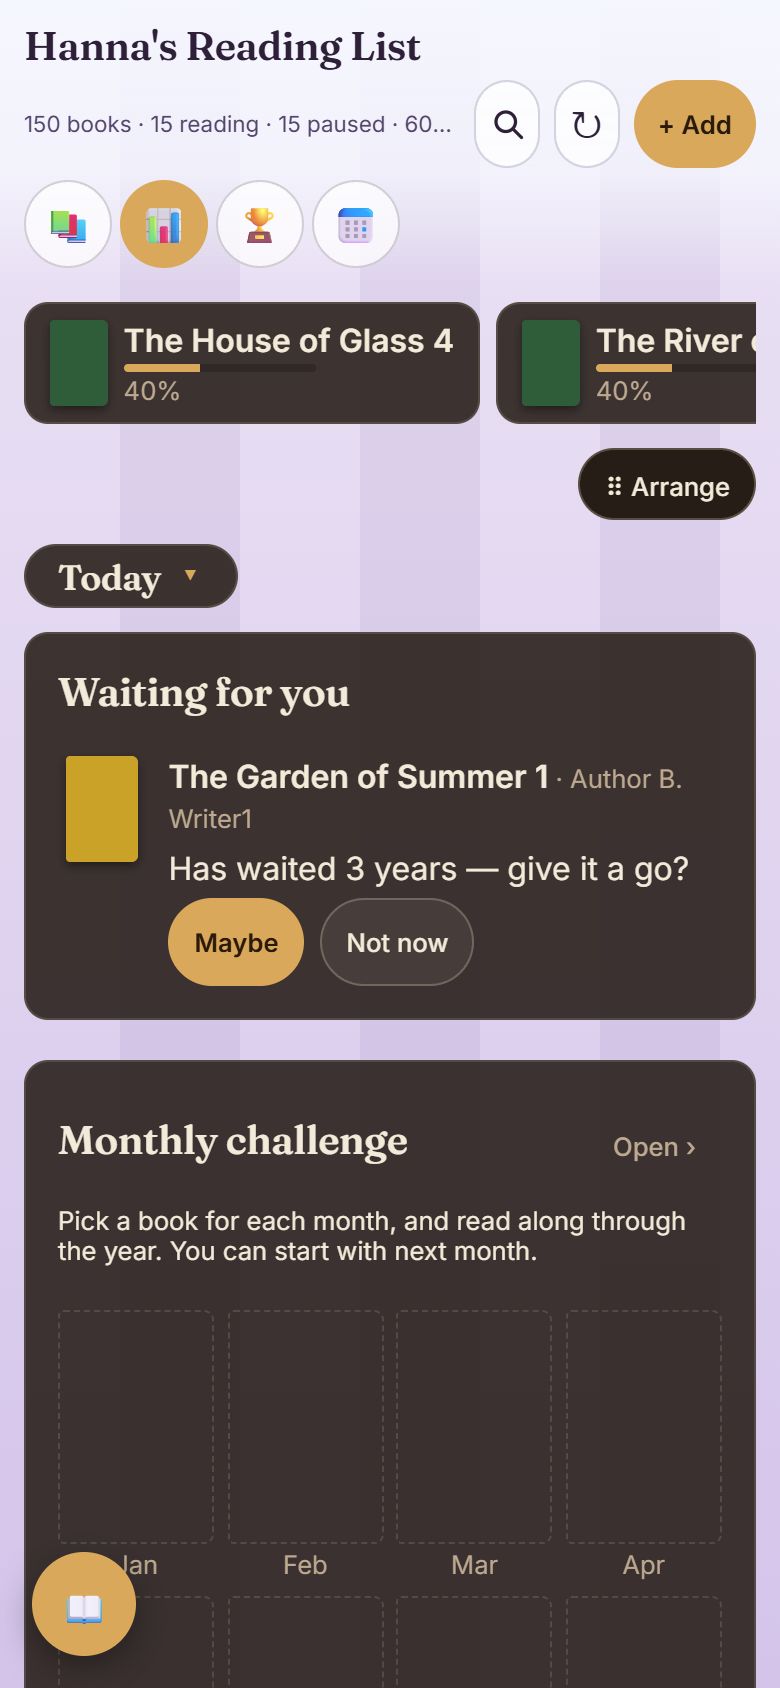 Hanna's Reading List
150 books · 15 reading · 15 paused · 60...
+ Add
The House of Glass 4
40%
The River
40%
Arrange
Today
Waiting for you
The Garden of Summer 1 · Author B.
Writer1
Has waited 3 years — give it a go?
Maybe
Not now
Monthly challenge
Open ›
Pick a book for each month, and read along through
the year. You can start with next month.
Jan
Feb
Mar
Apr